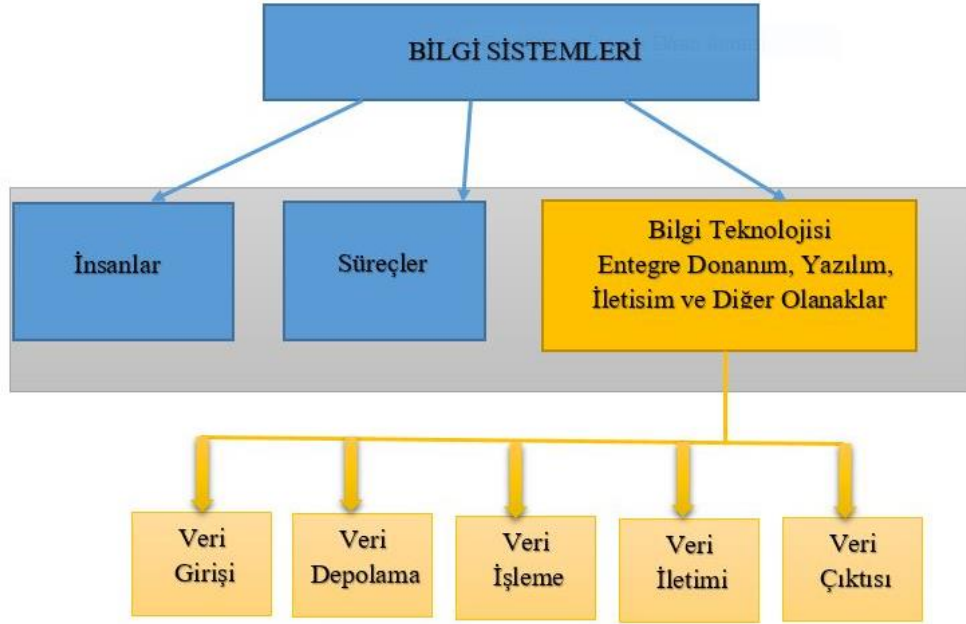 BİLGİ SİSTEMLERİ
İnsanlar
Süreçler
Bilgi Teknolojisi
Entegre Donanım, Yazılım,
İletisim ve Diğer Olanaklar
Veri
Girişi
Veri
Depolama
Veri
İşleme
Veri
İletimi
Veri
Çıktısı